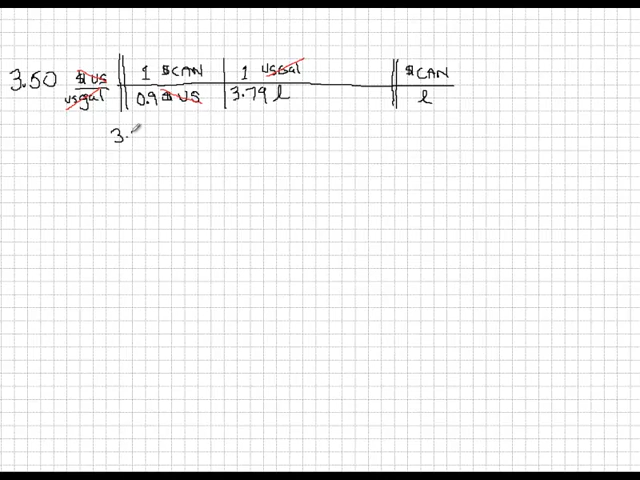 3.50 $ US ‖ 1 $CAN | 1 usgal ‖ $CAN
usgal ‖ 0.9 $ US | 3.79 l ‖ l
3.